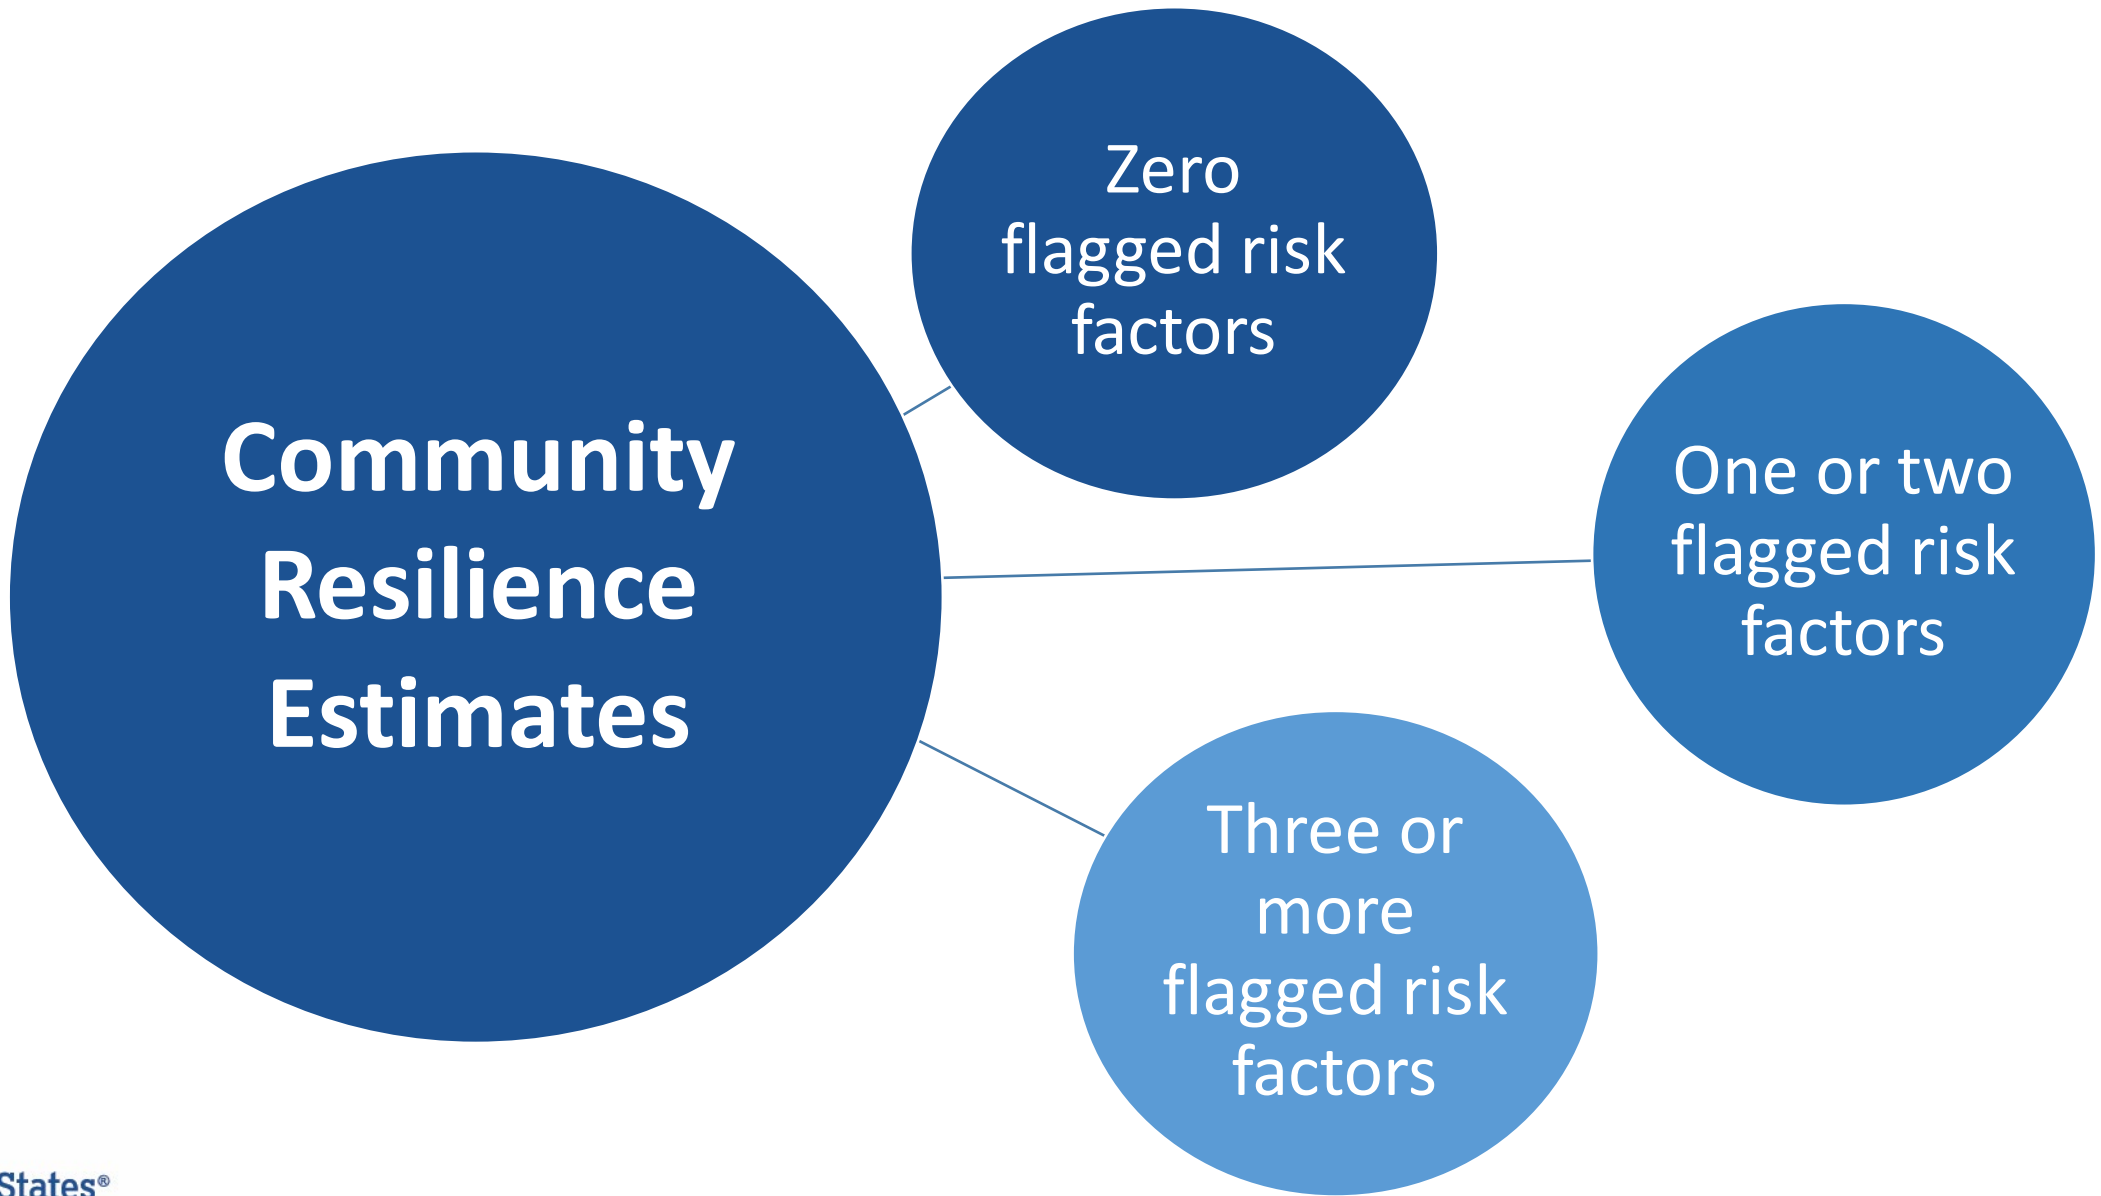 Community
Resilience
Estimates
Zero
flagged risk
factors
One or two
flagged risk
factors
Three or
more
flagged risk
factors
States®